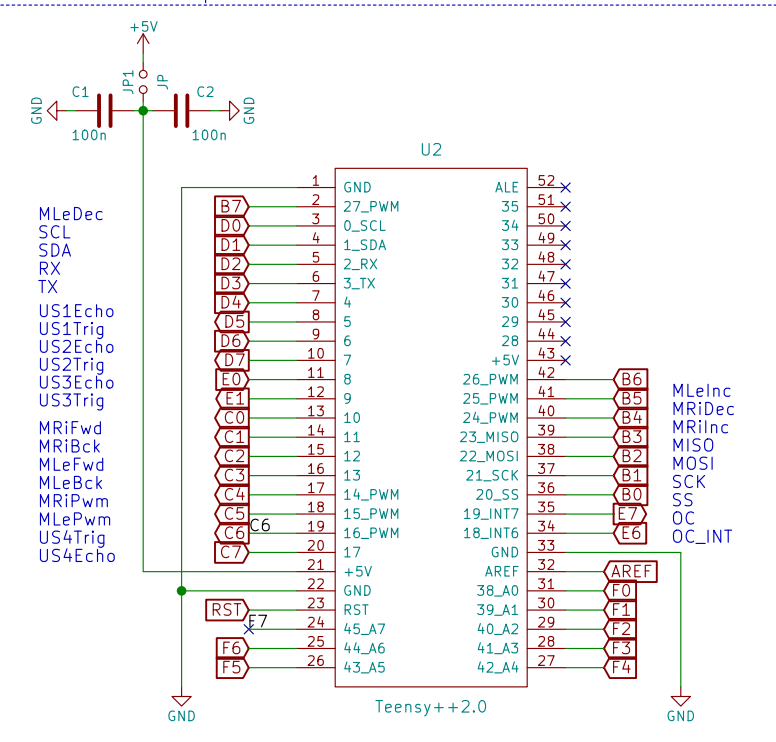 +5V
JP1
JP
C1
C2
GND
GND
100n
100n
U2
1 GND ALE 52
B7 2 27_PWM 35 51
D0 3 0_SCL 34 50
D1 4 1_SDA 33 49
D2 5 2_RX 32 48
D3 6 3_TX 31 47
D4 7 4 30 46
D5 8 5 29 45
D6 9 6 28 44
D7 10 7 +5V 43
E0 11 8 26_PWM 42 B6
E1 12 9 25_PWM 41 B5
C0 13 10 24_PWM 40 B4
C1 14 11 23_MISO 39 B3
C2 15 12 22_MOSI 38 B2
C3 16 13 21_SCK 37 B1
C4 17 14_PWM 20_SS 36 B0
C5 18 15_PWM 19_INT7 35 E7
C6 C6 19 16_PWM 18_INT6 34 E6
C7 20 17 GND 33
21 +5V AREF 32 AREF
22 GND 38_A0 31 F0
RST 23 RST 39_A1 30 F1
F7 24 45_A7 40_A2 29 F2
F6 25 44_A6 41_A3 28 F3
F5 26 43_A5 42_A4 27 F4
MLeDec
SCL
SDA
RX
TX
US1Echo
US1Trig
US2Echo
US2Trig
US3Echo
US3Trig
MRiFwd
MRiBck
MLeFwd
MLeBck
MRiPwm
MLePwm
US4Trig
US4Echo
MLeInc
MRiDec
MRiInc
MISO
MOSI
SCK
SS
OC
OC_INT
Teensy++2.0
GND
GND